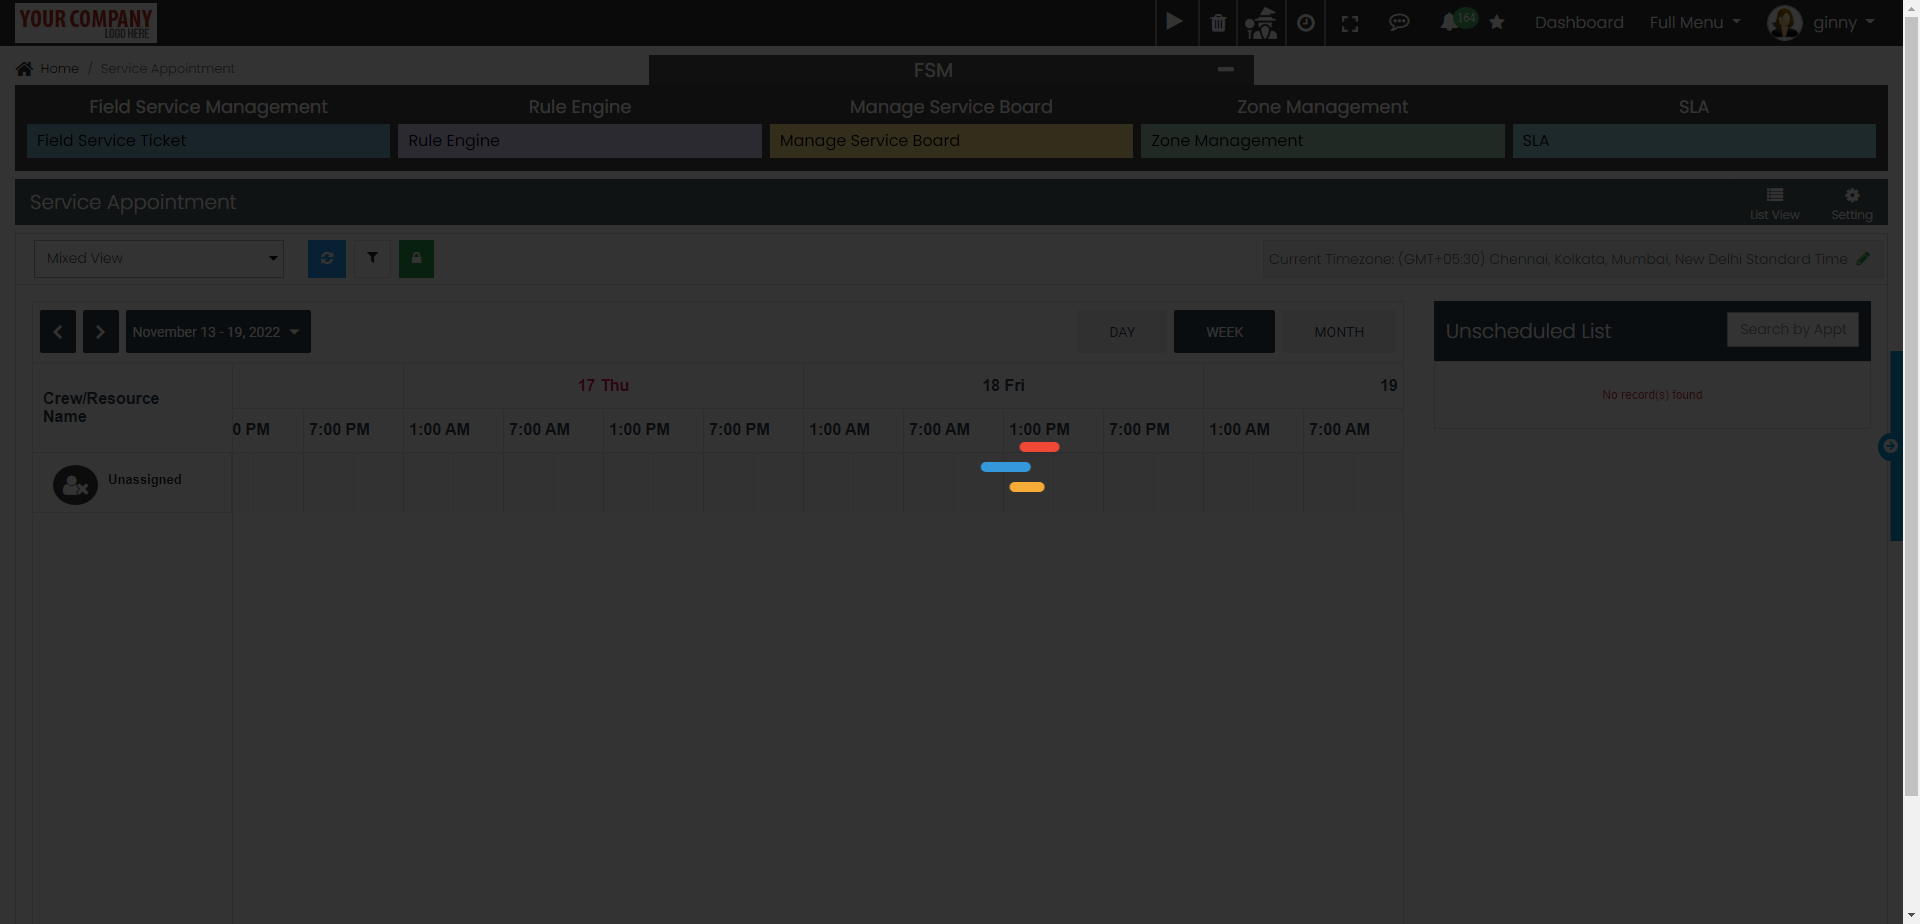 YOUR COMPANY
LOGO HERE
164
Dashboard
Full Menu
ginny
Home / Service Appointment
FSM
Field Service Management
Rule Engine
Manage Service Board
Zone Management
SLA
Field Service Ticket
Rule Engine
Manage Service Board
Zone Management
SLA
Service Appointment
List View
Setting
Mixed View
Current Timezone: (GMT+05:30) Chennai, Kolkata, Mumbai, New Delhi Standard Time
November 13 - 19, 2022
DAY
WEEK
MONTH
Unscheduled List
Search by Appt
No record(s) found
Crew/Resource
Name
17 Thu
18 Fri
19
0 PM
7:00 PM
1:00 AM
7:00 AM
1:00 PM
7:00 PM
1:00 AM
7:00 AM
1:00 PM
7:00 PM
1:00 AM
7:00 AM
Unassigned